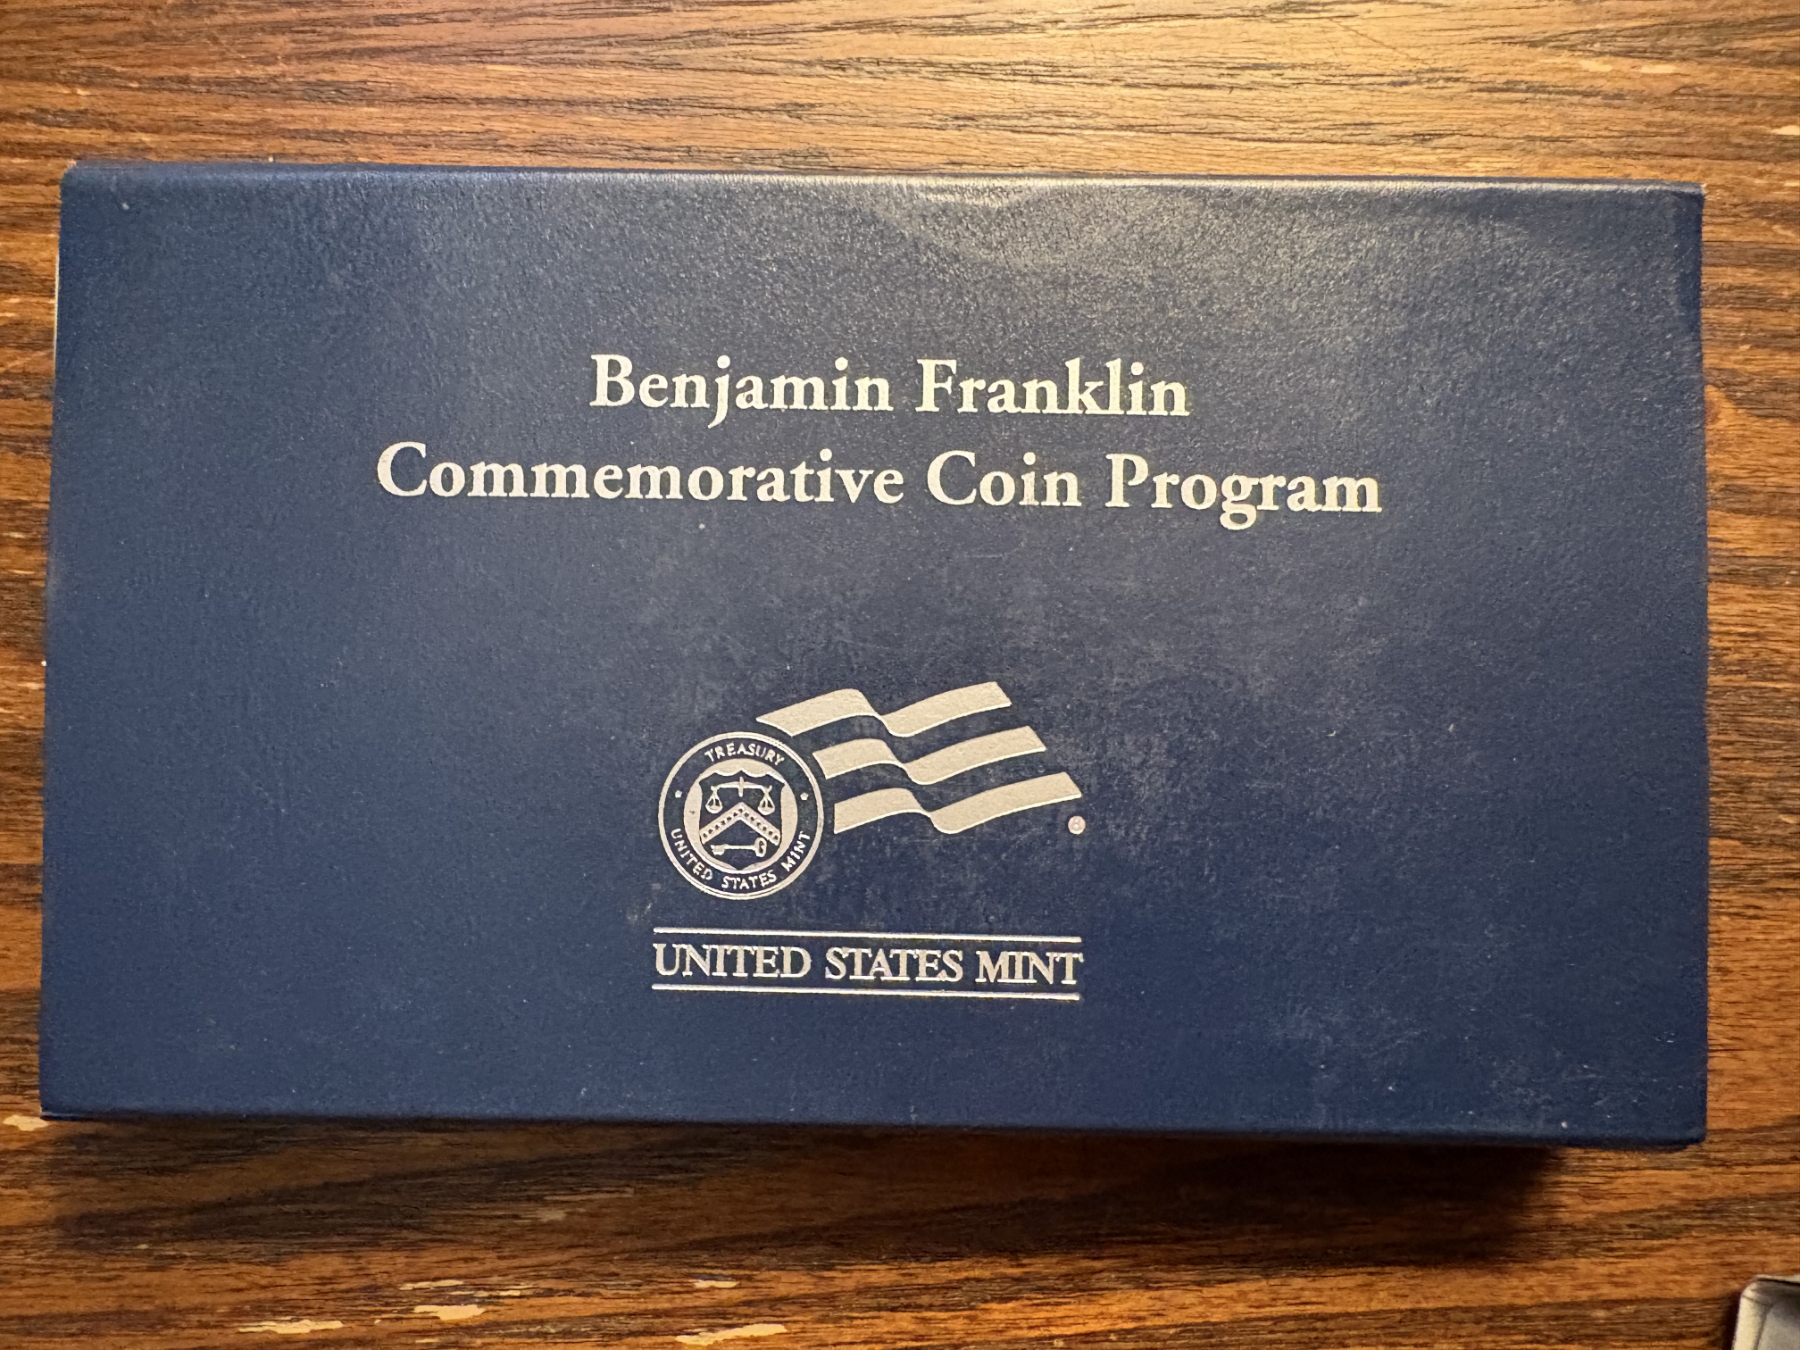 Benjamin Franklin
Commemorative Coin Program
TREASURY
UNITED STATES MINT
®
UNITED STATES MINT